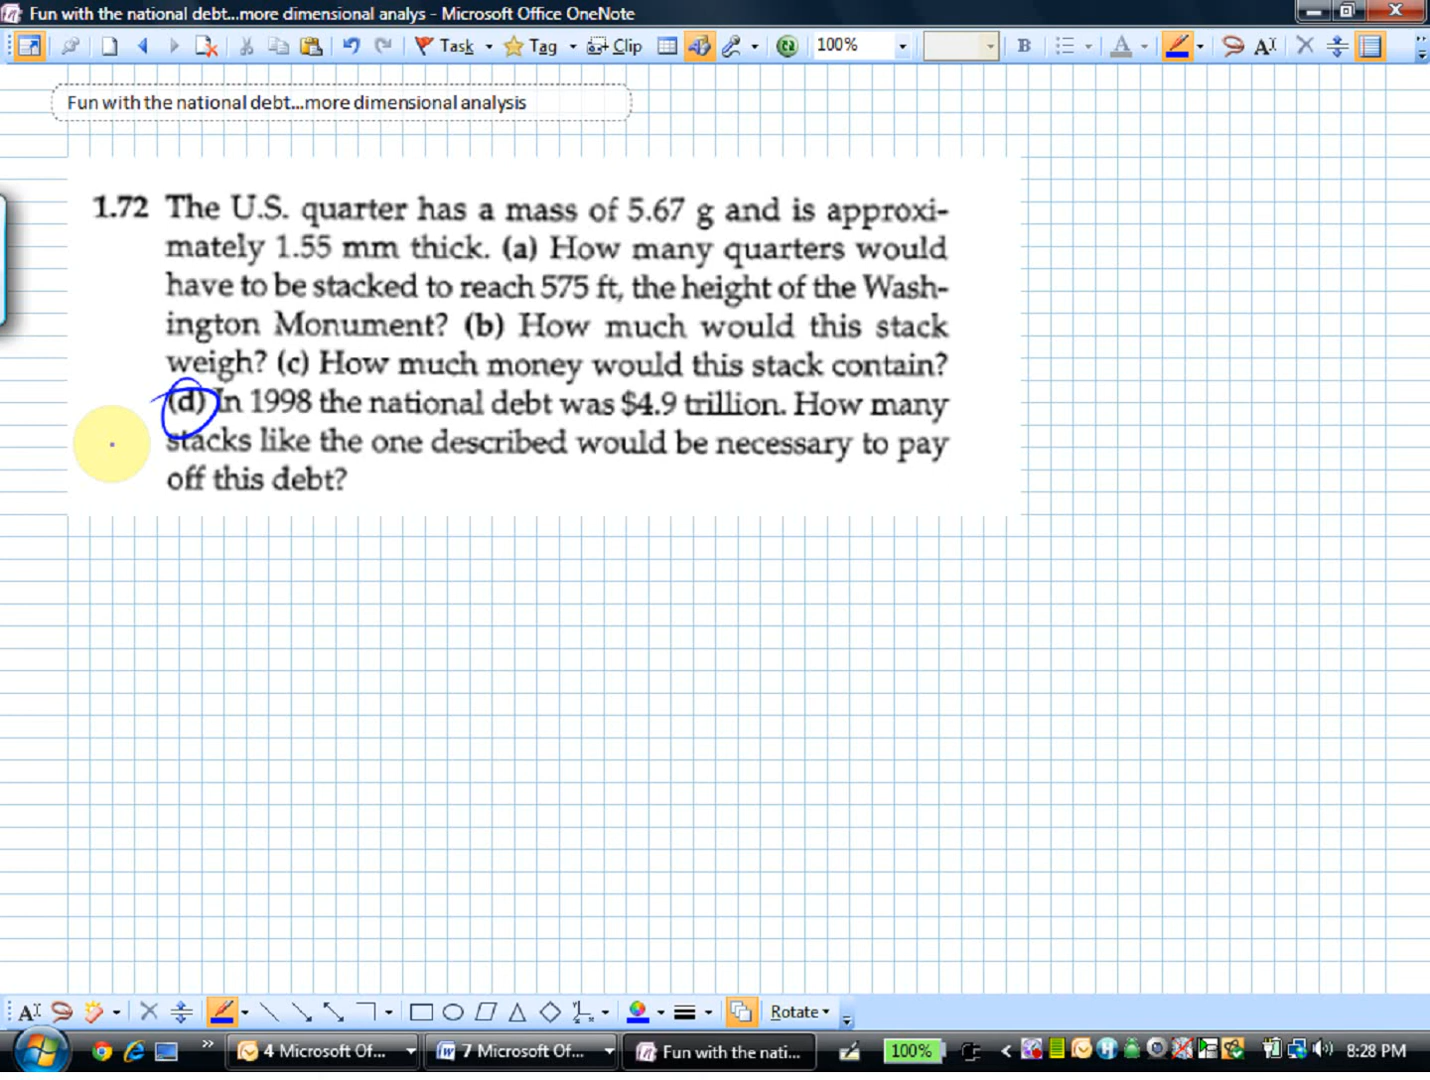 Fun with the national debt...more dimensional analys - Microsoft Office OneNote
Task Tag Clip 100% B A A
Fun with the national debt...more dimensional analysis
1.72 The U.S. quarter has a mass of 5.67 g and is approxi-
mately 1.55 mm thick. (a) How many quarters would
have to be stacked to reach 575 ft, the height of the Wash-
ington Monument? (b) How much would this stack
weigh? (c) How much money would this stack contain?
(d) In 1998 the national debt was $4.9 trillion. How many
stacks like the one described would be necessary to pay
off this debt?
A Rotate
4 Microsoft Of... 7 Microsoft Of... Fun with the nati... 100% 8:28 PM